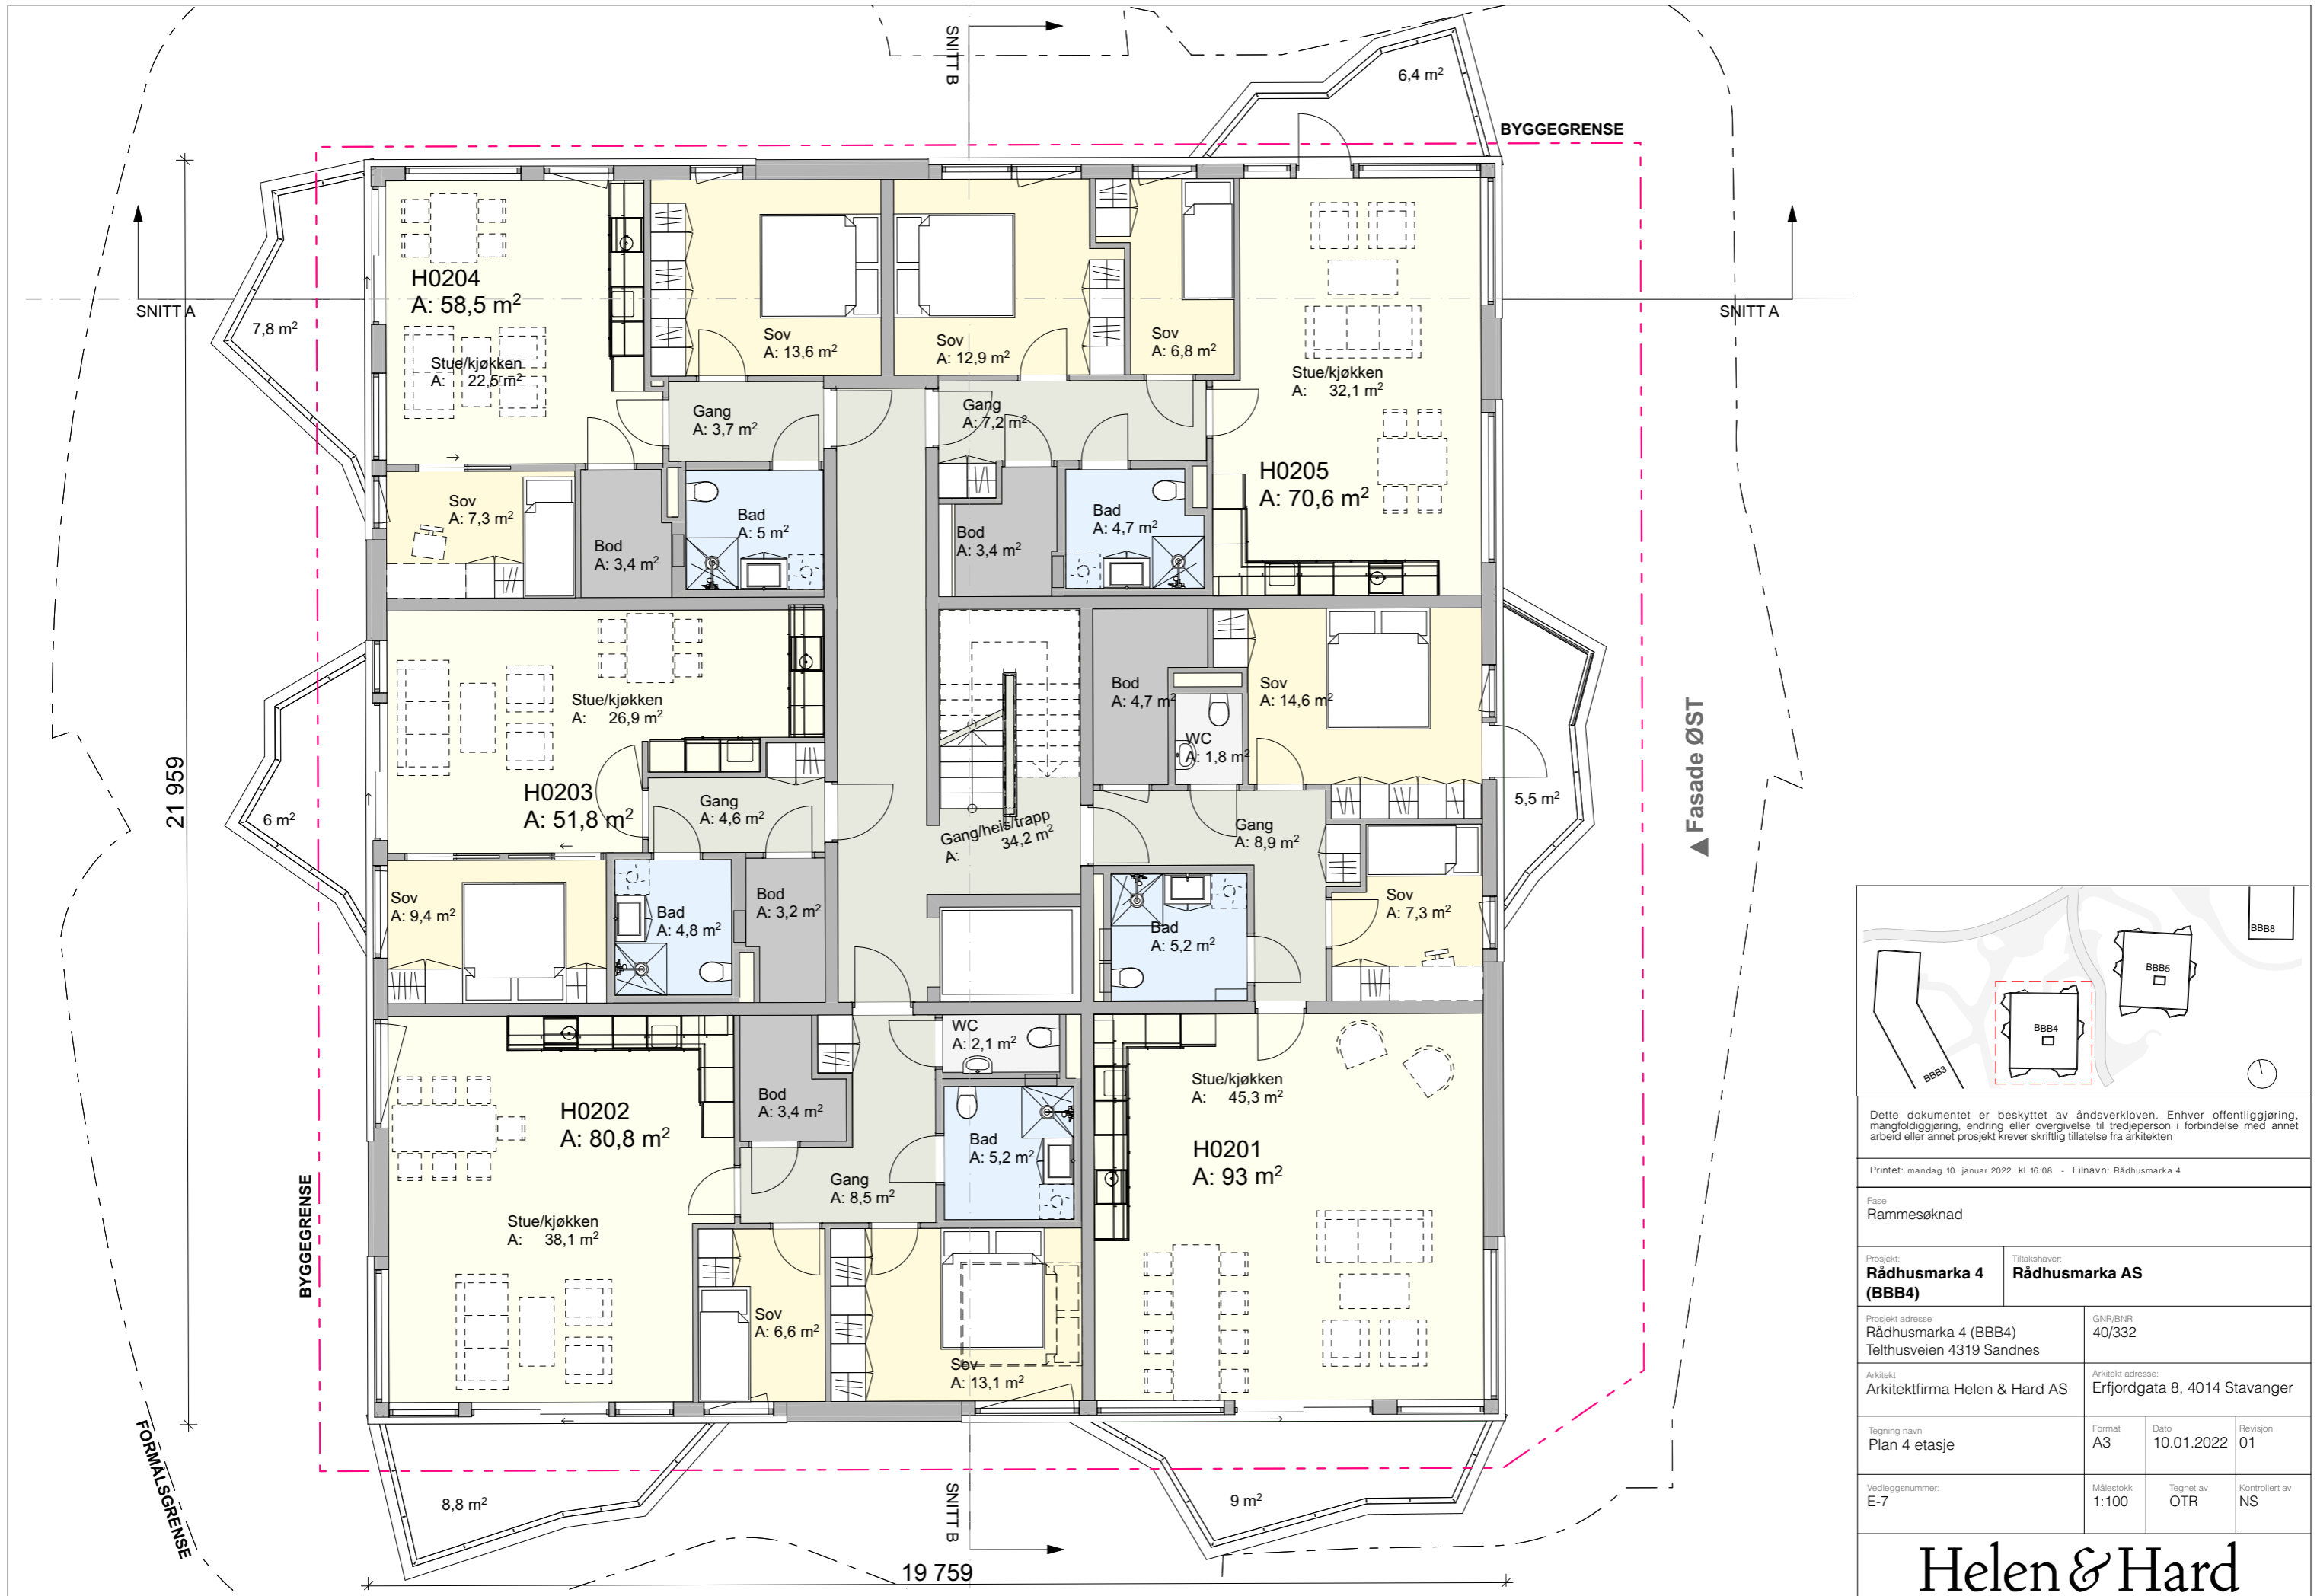 SNITT B
6,4 m²
BYGGEGRENSE
SNITT A
SNITT A
7,8 m²
H0204
A: 58,5 m²
Stue/kjøkken
A: 22,5 m²
Sov
A: 13,6 m²
Sov
A: 12,9 m²
Sov
A: 6,8 m²
Stue/kjøkken
A: 32,1 m²
Gang
A: 3,7 m²
Gang
A: 7,2 m²
H0205
A: 70,6 m²
Sov
A: 7,3 m²
Bod
A: 3,4 m²
Bad
A: 5 m²
Bod
A: 3,4 m²
Bad
A: 4,7 m²
21 959
6 m²
Stue/kjøkken
A: 26,9 m²
H0203
A: 51,8 m²
Gang
A: 4,6 m²
Gang/heis/trapp
A: 34,2 m²
Bod
A: 4,7 m²
WC
A: 1,8 m²
Sov
A: 14,6 m²
5,5 m²
Fasade ØST
Gang
A: 8,9 m²
Sov
A: 9,4 m²
Bad
A: 4,8 m²
Bod
A: 3,2 m²
Bad
A: 5,2 m²
Sov
A: 7,3 m²
WC
A: 2,1 m²
Bod
A: 3,4 m²
H0202
A: 80,8 m²
Bad
A: 5,2 m²
Gang
A: 8,5 m²
Stue/kjøkken
A: 38,1 m²
Sov
A: 6,6 m²
Sov
A: 13,1 m²
Stue/kjøkken
A: 45,3 m²
H0201
A: 93 m²
BYGGEGRENSE
FORMÅLSGRENSE
8,8 m²
9 m²
SNITT B
19 759
BBB8
BBB5
BBB4
BBB3
Dette dokumentet er beskyttet av åndsverkloven. Enhver offentliggjøring,
mangfoldiggjøring, endring eller overgivelse til tredjeperson i forbindelse med annet
arbeid eller annet prosjekt krever skriftlig tillatelse fra arkitekten
Printet: mandag 10. januar 2022 kl 16:08 - Filnavn: Rådhusmarka 4
Fase
Rammesøknad
Prosjekt:
Rådhusmarka 4
(BBB4)
Tiltakshaver:
Rådhusmarka AS
Prosjekt adresse
Rådhusmarka 4 (BBB4)
Telthusveien 4319 Sandnes
GNR/BNR
40/332
Arkitekt
Arkitektfirma Helen & Hard AS
Arkitekt adresse:
Erfjordgata 8, 4014 Stavanger
Tegning navn
Plan 4 etasje
Format
A3
Dato
10.01.2022
Revisjon
01
Vedleggsnummer:
E-7
Målestokk
1:100
Tegnet av
OTR
Kontrollert av
NS
Helen & Hard